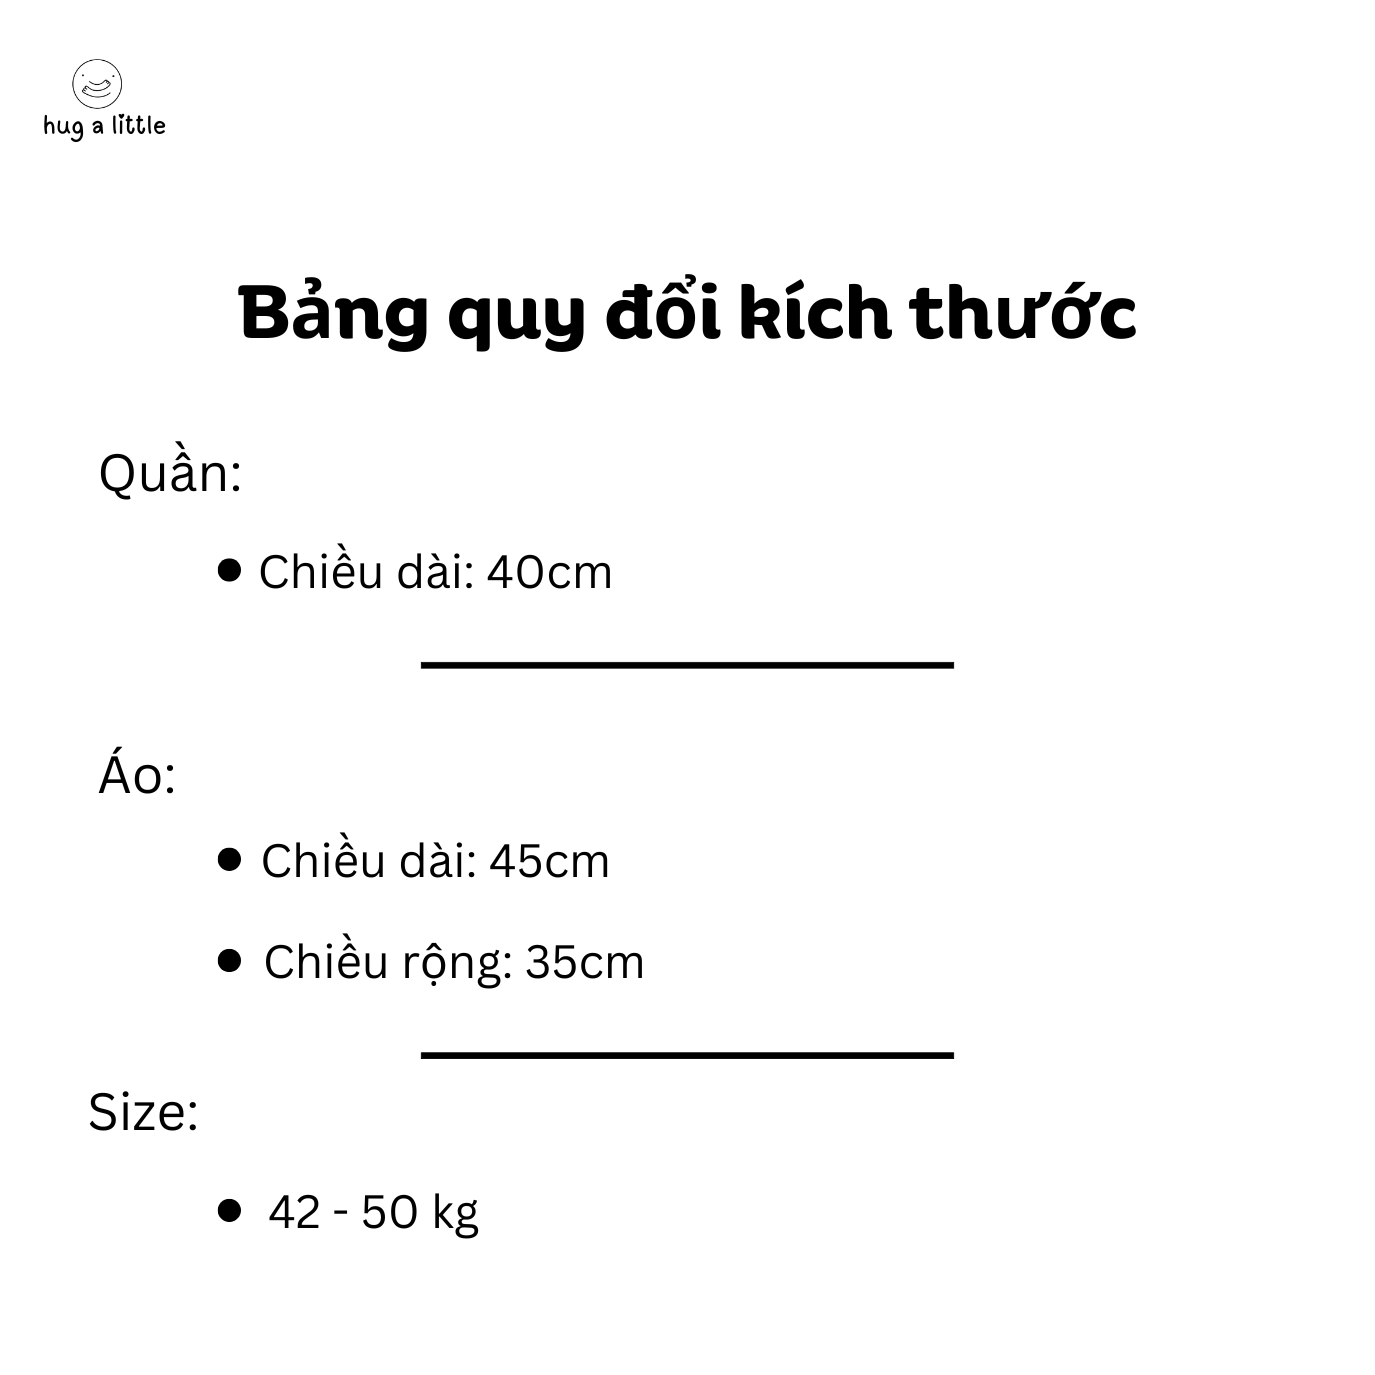 hug a little
Bảng quy đổi kích thước
Quần:
Chiều dài: 40cm
Áo:
Chiều dài: 45cm
Chiều rộng: 35cm
Size:
42 - 50 kg